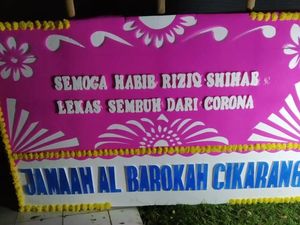 SEMOGA HABIB RIZIQ SHIHAB
LEKAS SEMBUH DARI CORONA
JAMAAH AL BAROKAH CIKARANG